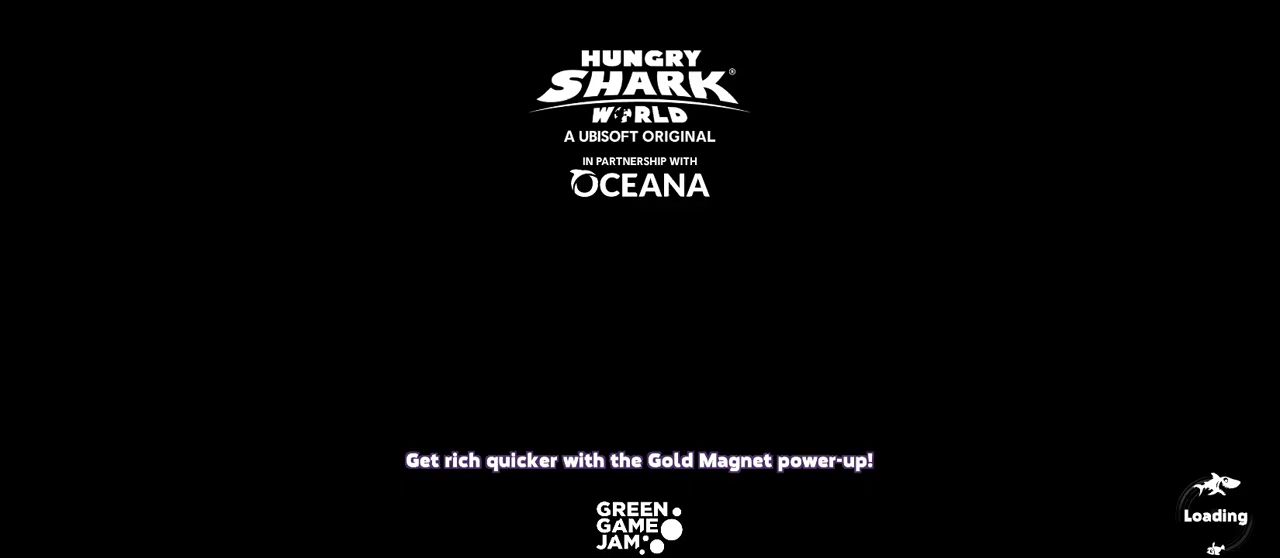 HUNGRY
SHARK®
WORLD
A UBISOFT ORIGINAL
IN PARTNERSHIP WITH
OCEANA
Get rich quicker with the Gold Magnet power-up!
GREEN
GAME
JAM
Loading